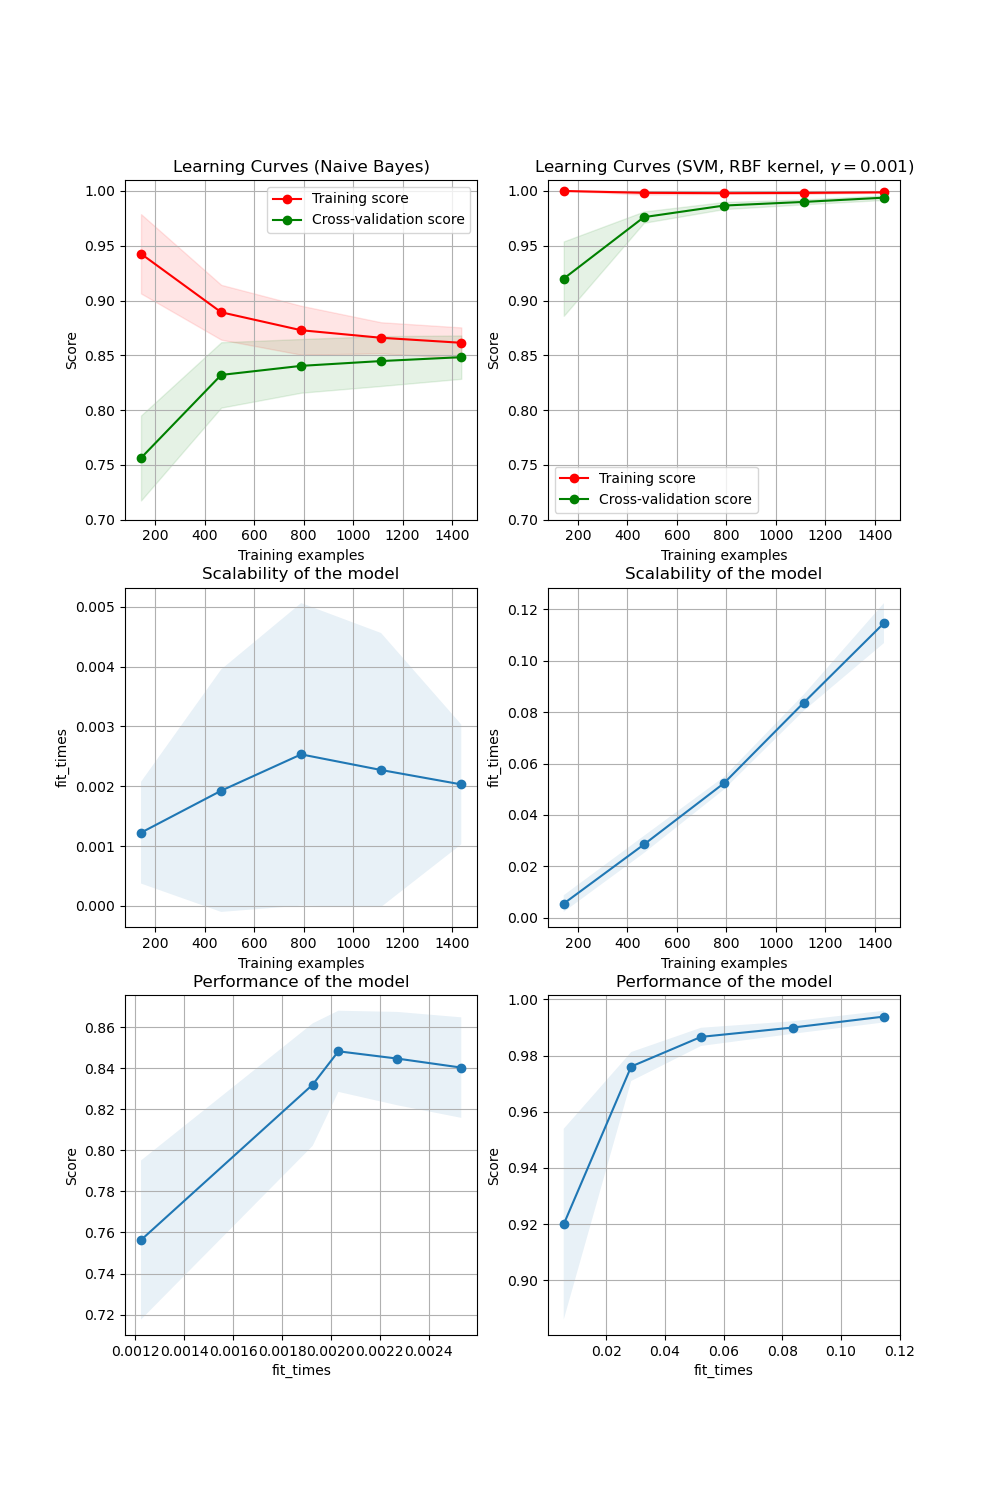 Learning Curves (Naive Bayes)
1.00
0.95
0.90
0.85
0.80
0.75
0.70
Score
Training score
Cross-validation score
200 400 600 800 1000 1200 1400
Training examples
Learning Curves (SVM, RBF kernel, γ = 0.001)
1.00
0.95
0.90
0.85
0.80
0.75
0.70
Score
Training score
Cross-validation score
200 400 600 800 1000 1200 1400
Training examples
Scalability of the model
0.005
0.004
0.003
0.002
0.001
0.000
fit_times
200 400 600 800 1000 1200 1400
Training examples
Scalability of the model
0.12
0.10
0.08
0.06
0.04
0.02
0.00
fit_times
200 400 600 800 1000 1200 1400
Training examples
Performance of the model
0.86
0.84
0.82
0.80
0.78
0.76
0.74
0.72
Score
0.0012 0.0014 0.0016 0.0018 0.0020 0.0022 0.0024
fit_times
Performance of the model
1.00
0.98
0.96
0.94
0.92
0.90
Score
0.02 0.04 0.06 0.08 0.10 0.12
fit_times